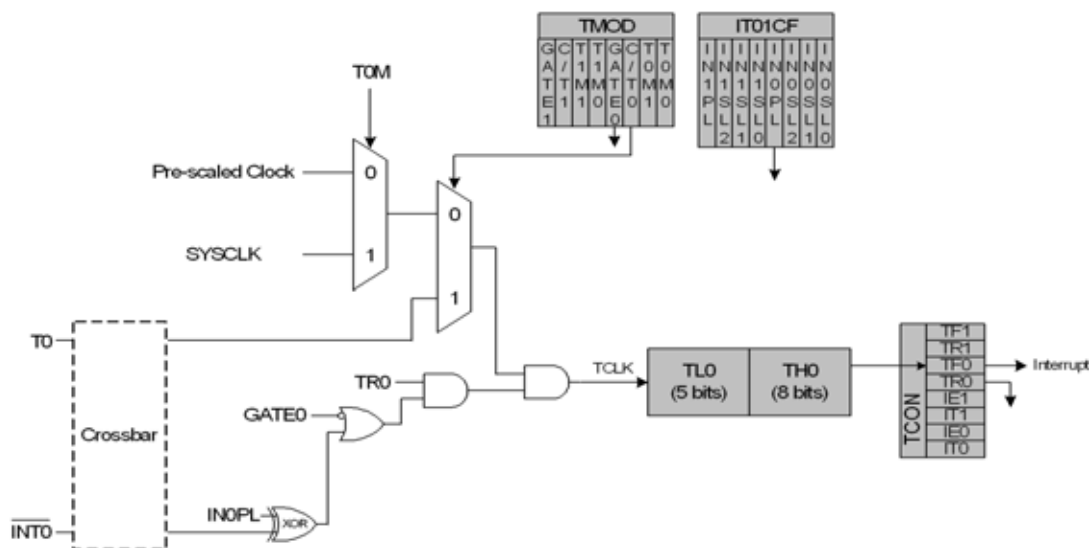 TMOD
GATE1
C/T1
T1M1
T1M0
GATE0
C/T0
T0M1
T0M0
IT01CF
IN1PL
IN1SL2
IN1SL1
IN1SL0
IN0PL
IN0SL2
IN0SL1
IN0SL0
T0M
Pre-scaled Clock
0
SYSCLK
1
0
1
T0
Crossbar
INT0
TR0
GATE0
IN0PL
XOR
TCLK
TL0
(5 bits)
TH0
(8 bits)
TCON
TF1
TR1
TF0
TR0
IE1
IT1
IE0
IT0
Interrupt